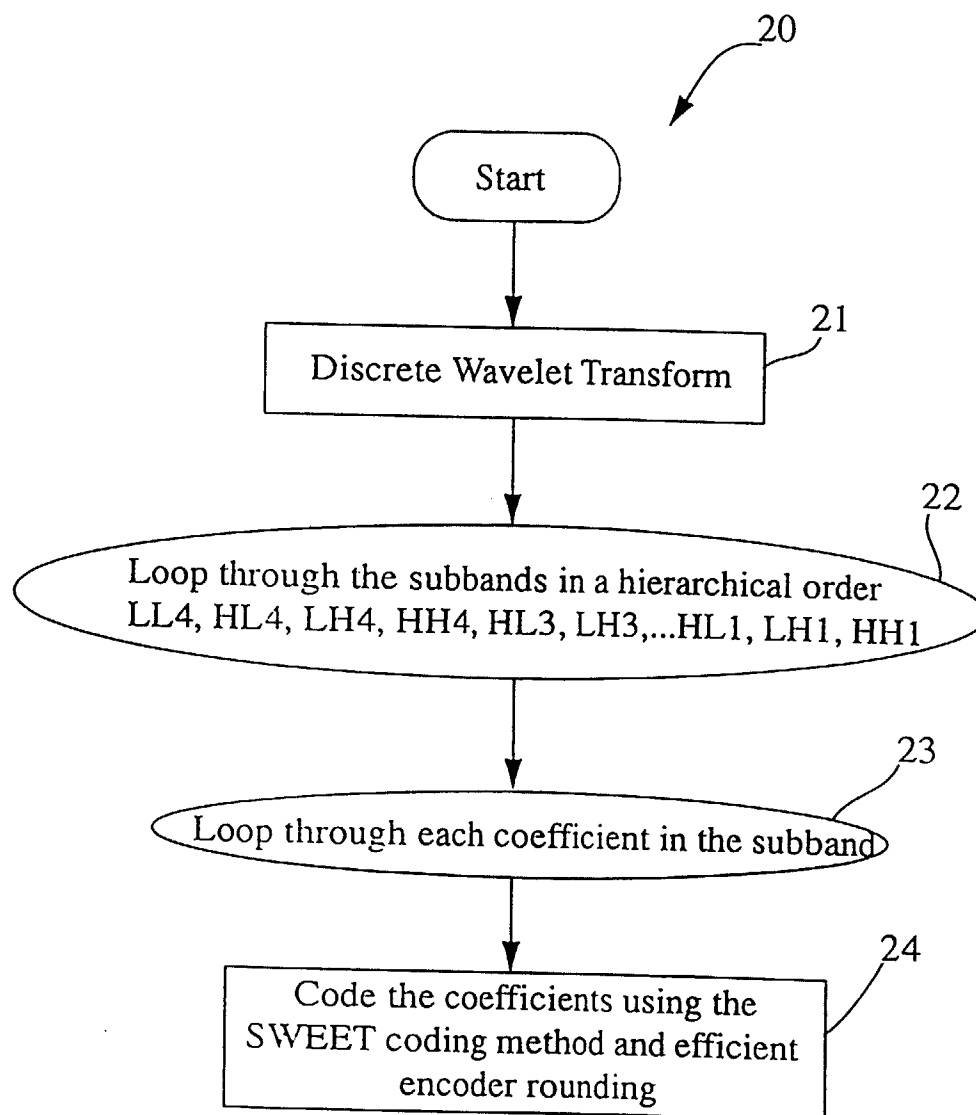 20
Start
21
Discrete Wavelet Transform
22
Loop through the subbands in a hierarchical order
LL4, HL4, LH4, HH4, HL3, LH3,...HL1, LH1, HH1
23
Loop through each coefficient in the subband
24
Code the coefficients using the
SWEET coding method and efficient
encoder rounding